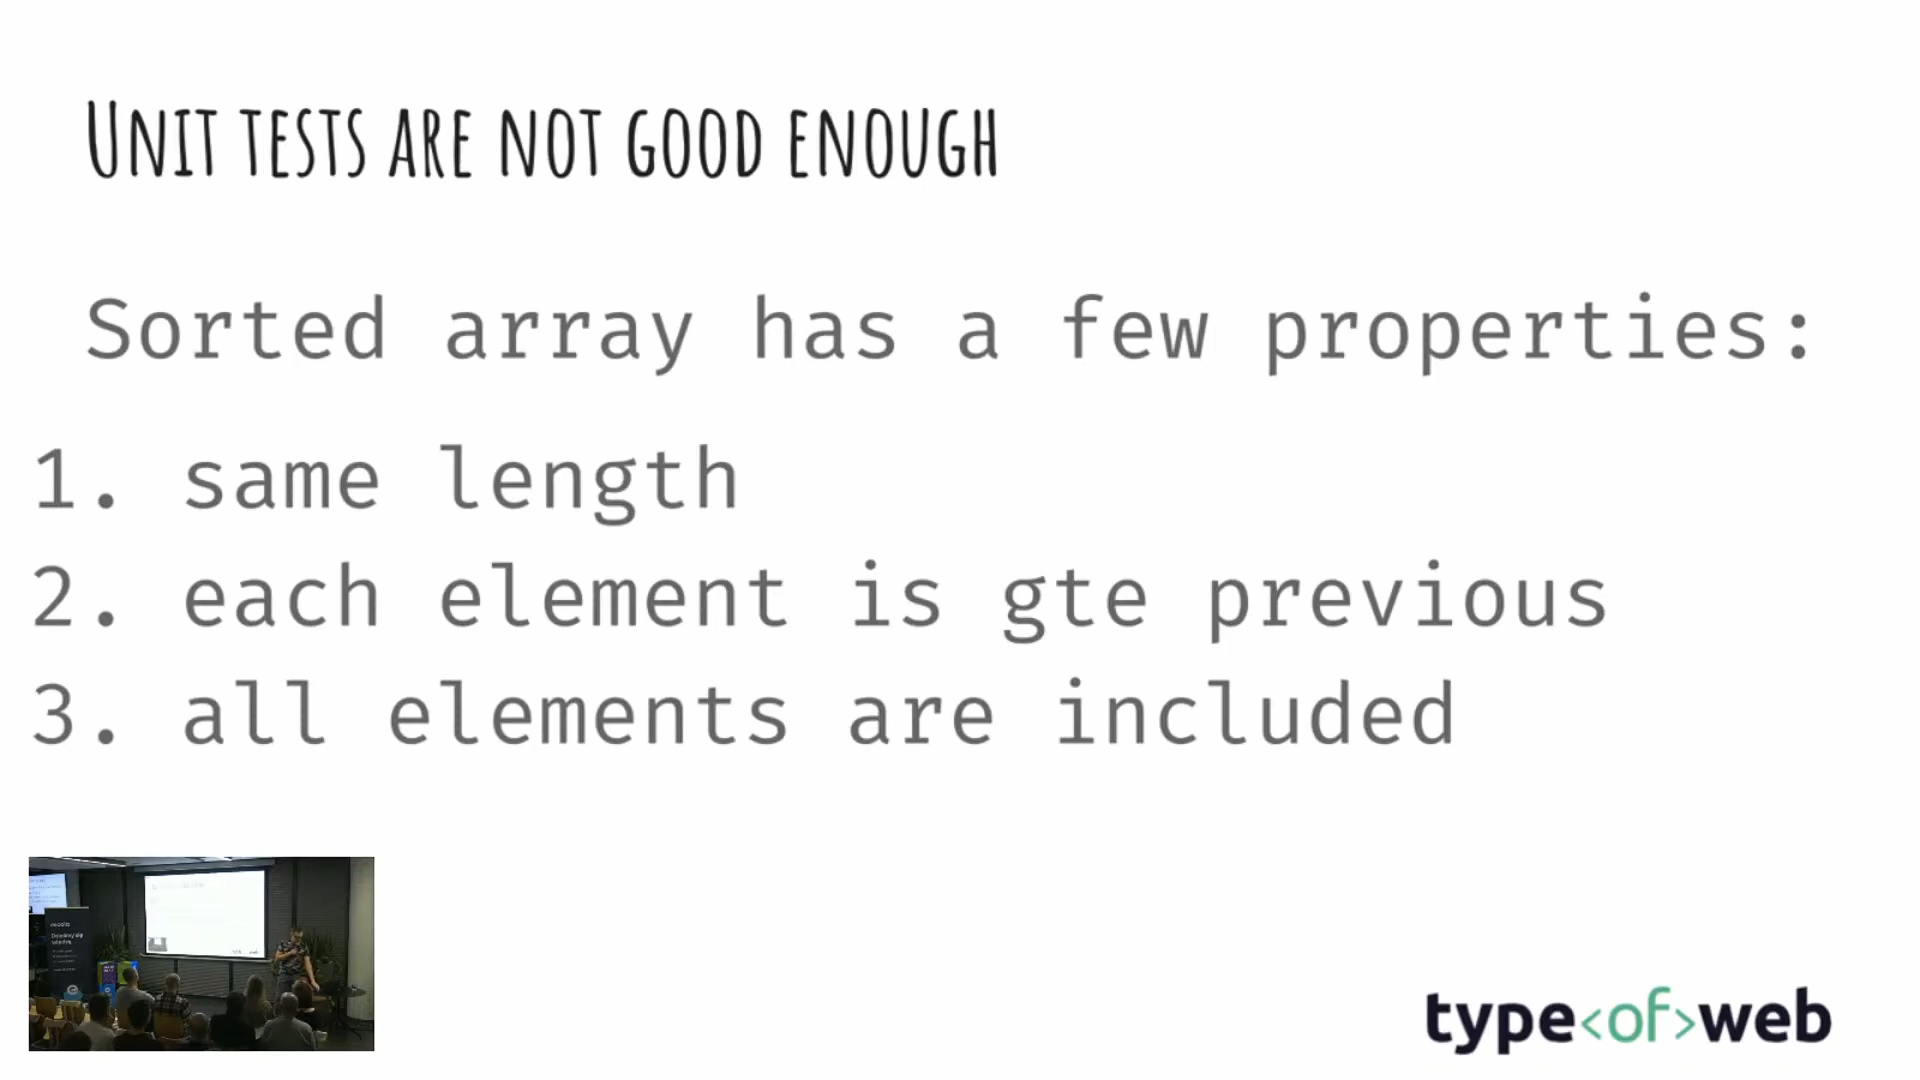 Unit tests are not good enough
Sorted array has a few properties:
1. same length
2. each element is gte previous
3. all elements are included
type<of>web